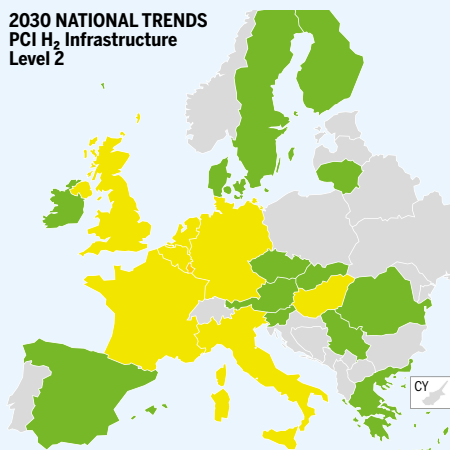 2030 NATIONAL TRENDS
PCI H₂ Infrastructure
Level 2
CY